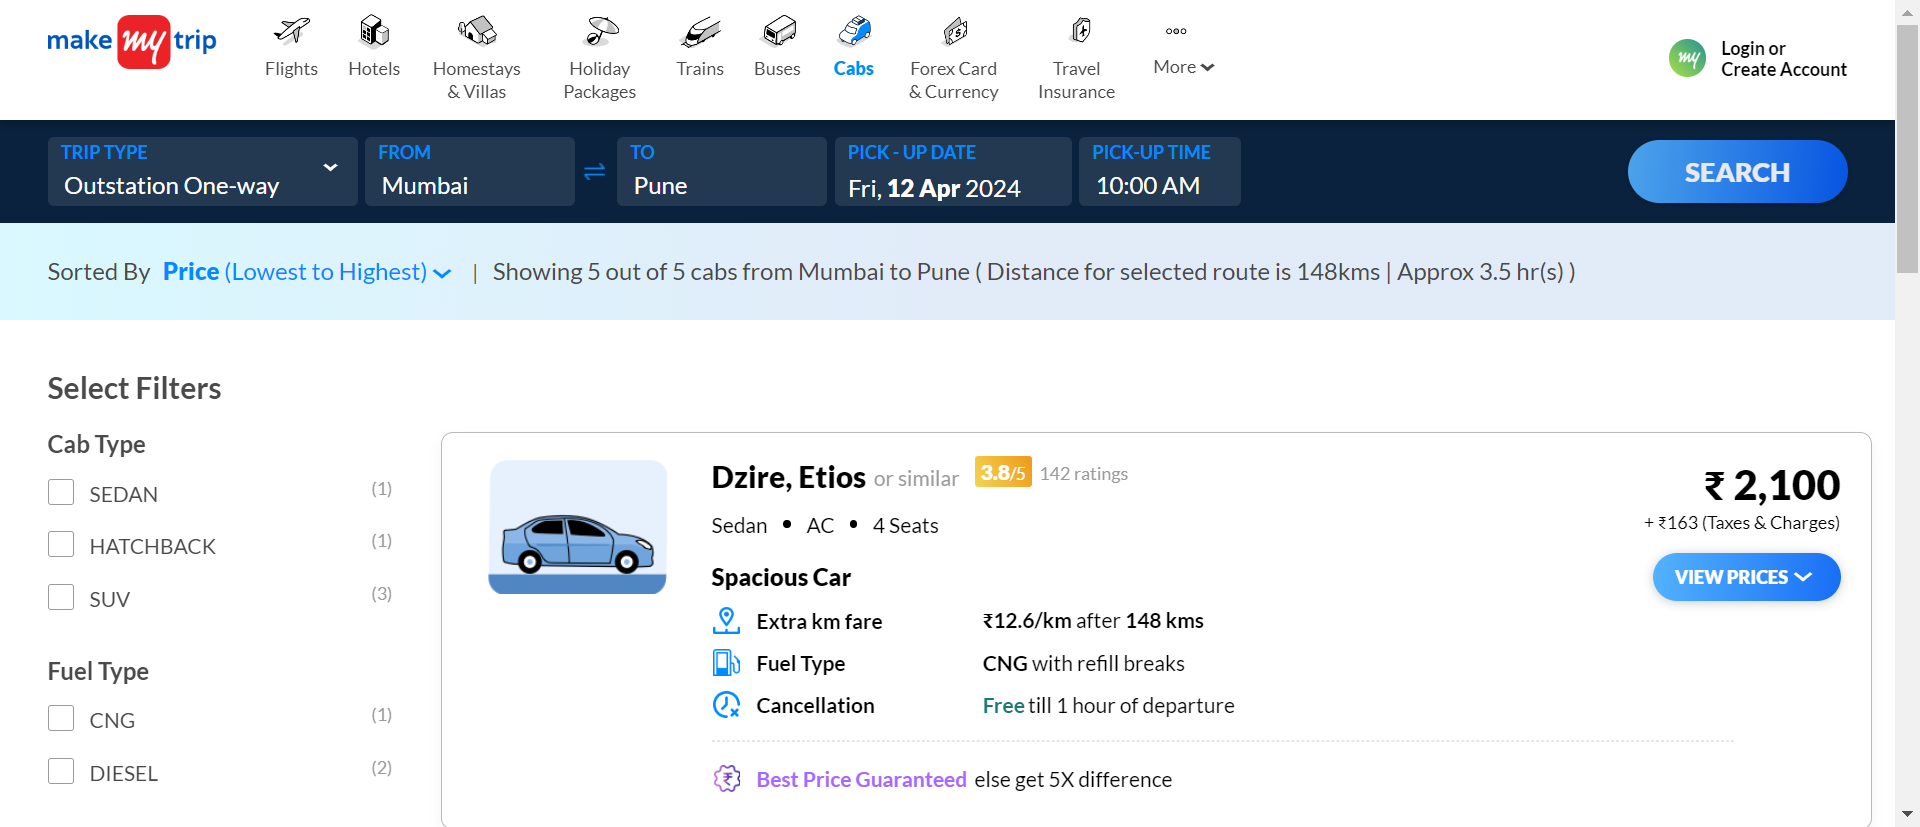 make my trip
Flights
Hotels
Homestays
& Villas
Holiday
Packages
Trains
Buses
Cabs
Forex Card
& Currency
Travel
Insurance
More
my
Login or
Create Account
TRIP TYPE
Outstation One-way
FROM
Mumbai
TO
Pune
PICK - UP DATE
Fri, 12 Apr 2024
PICK-UP TIME
10:00 AM
SEARCH
Sorted By Price (Lowest to Highest) | Showing 5 out of 5 cabs from Mumbai to Pune ( Distance for selected route is 148kms | Approx 3.5 hr(s) )
Select Filters
Cab Type
SEDAN (1)
HATCHBACK (1)
SUV (3)
Fuel Type
CNG (1)
DIESEL (2)
Dzire, Etios or similar 3.8/5 142 ratings
Sedan • AC • 4 Seats
Spacious Car
Extra km fare ₹12.6/km after 148 kms
Fuel Type CNG with refill breaks
Cancellation Free till 1 hour of departure
Best Price Guaranteed else get 5X difference
₹ 2,100
+ ₹163 (Taxes & Charges)
VIEW PRICES